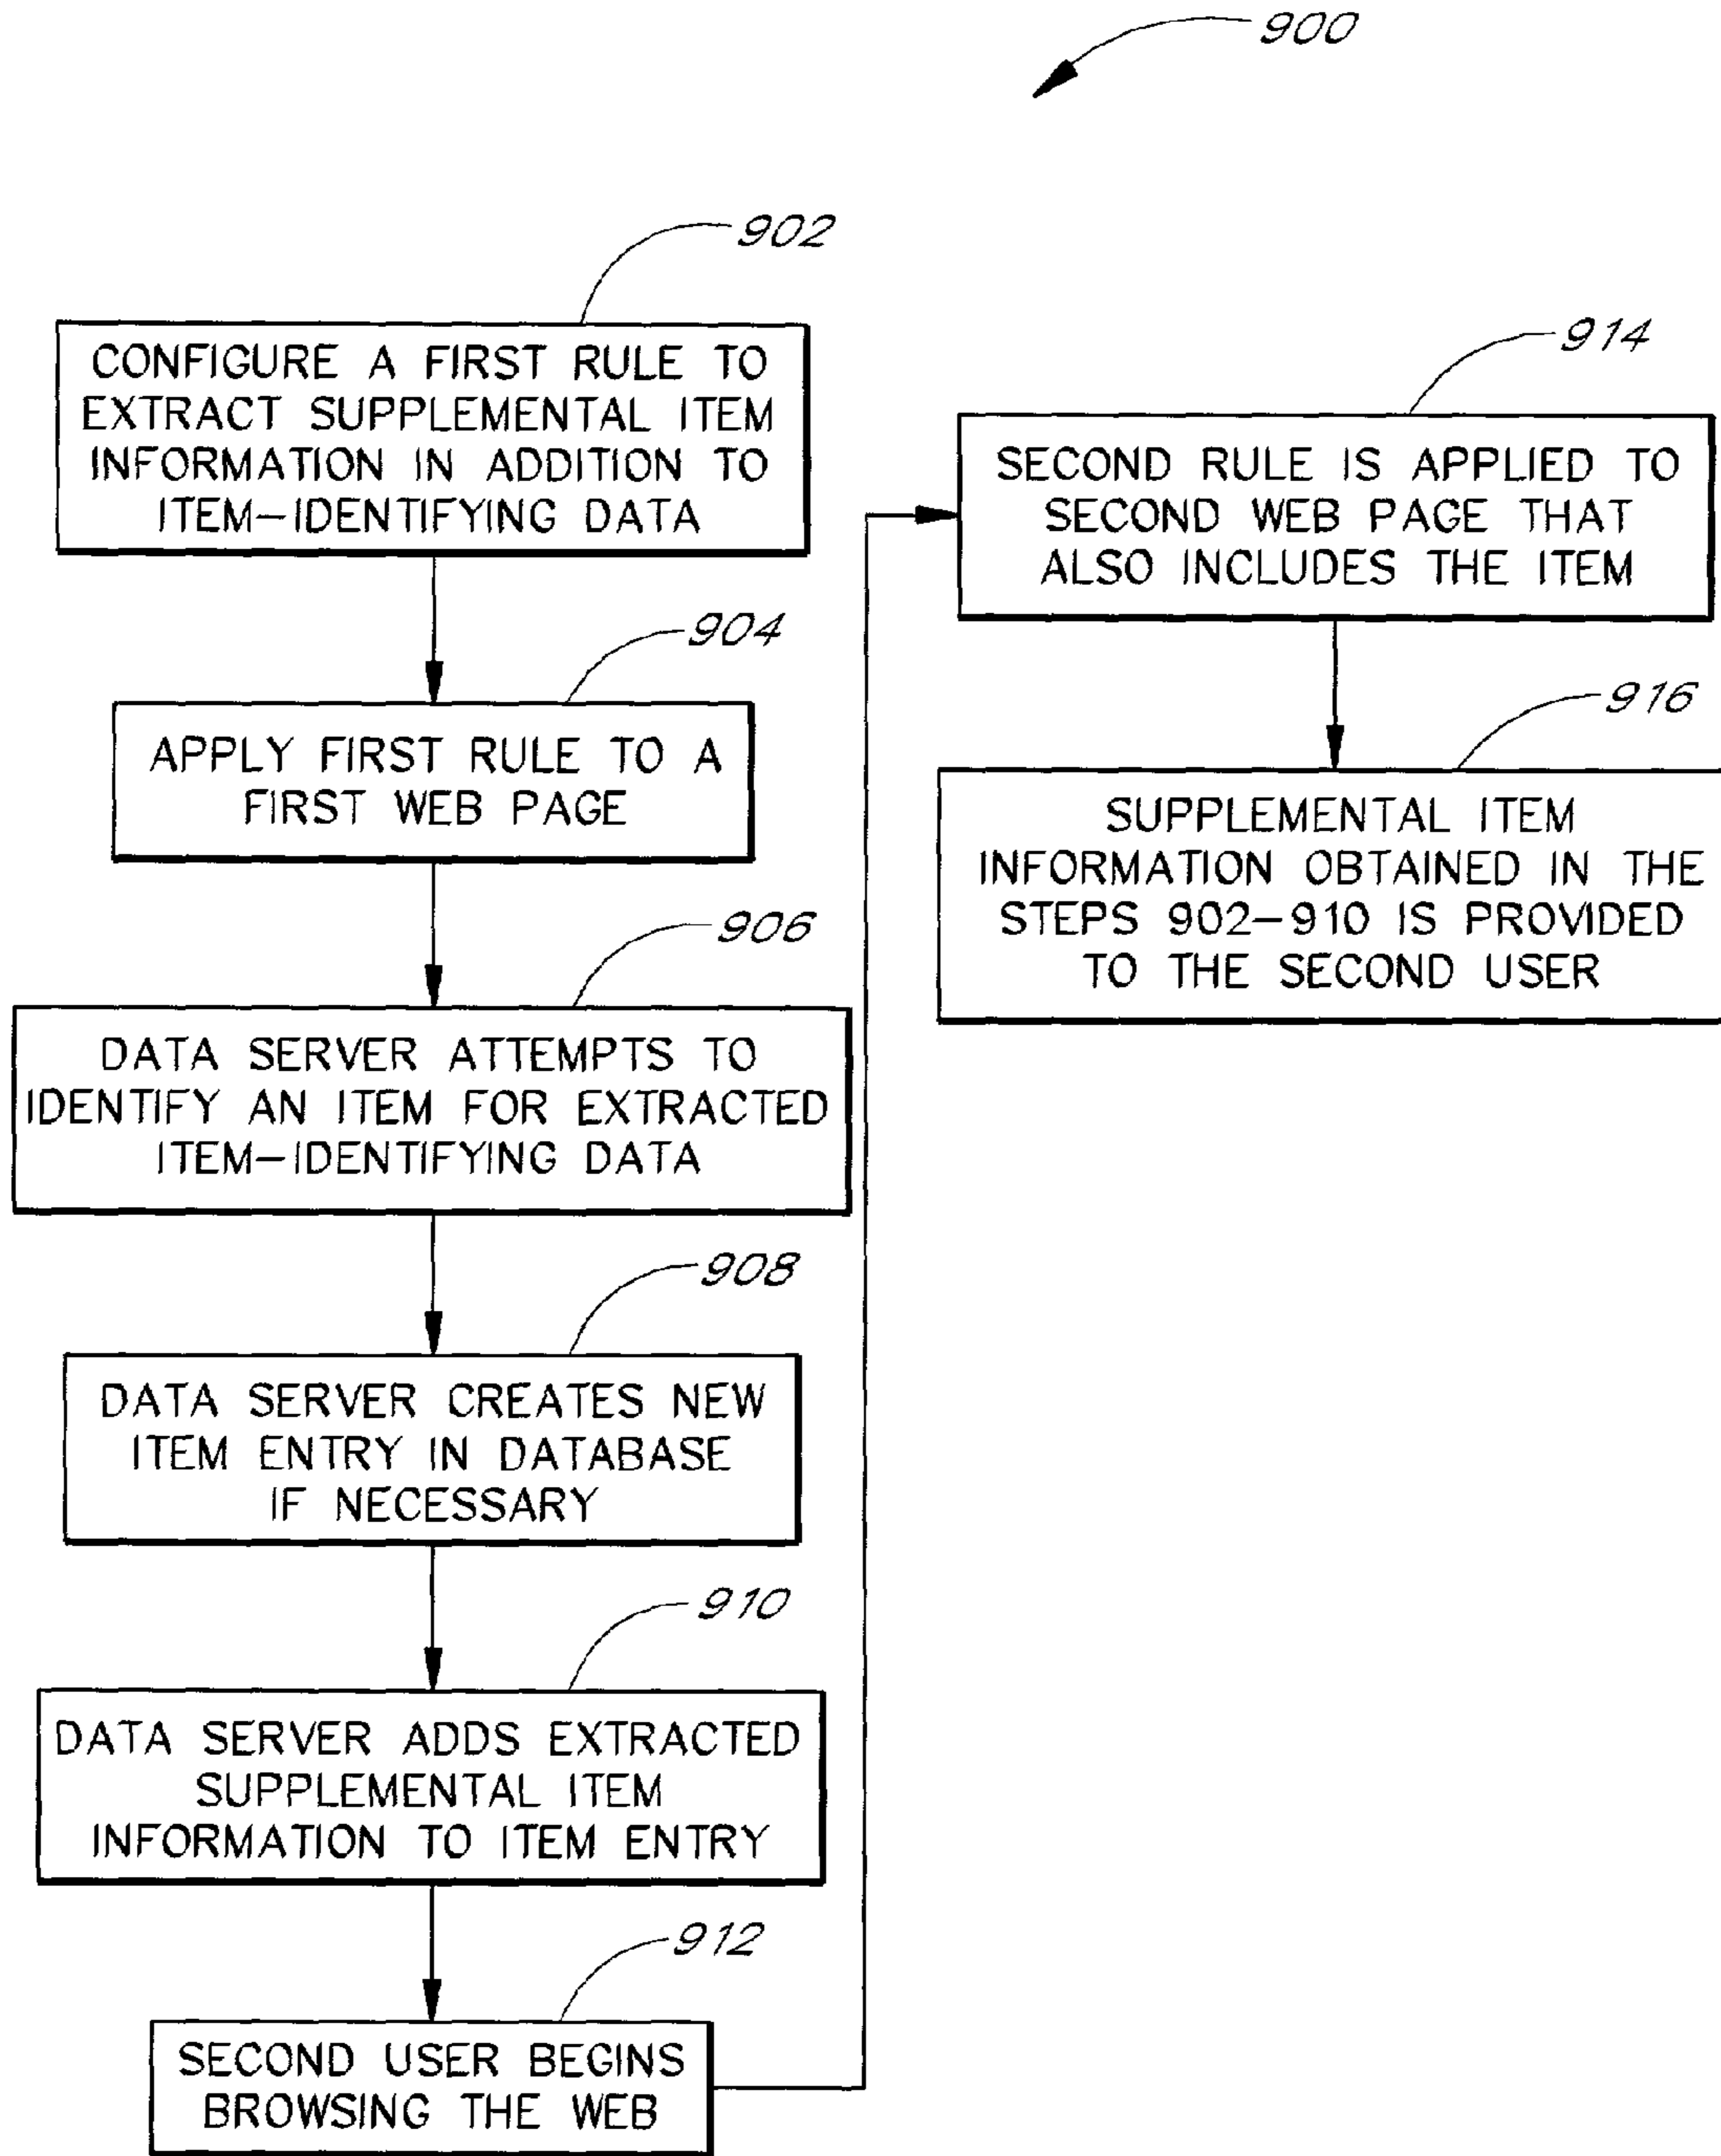 900
902
CONFIGURE A FIRST RULE TO
EXTRACT SUPPLEMENTAL ITEM
INFORMATION IN ADDITION TO
ITEM-IDENTIFYING DATA
904
APPLY FIRST RULE TO A
FIRST WEB PAGE
906
DATA SERVER ATTEMPTS TO
IDENTIFY AN ITEM FOR EXTRACTED
ITEM-IDENTIFYING DATA
908
DATA SERVER CREATES NEW
ITEM ENTRY IN DATABASE
IF NECESSARY
910
DATA SERVER ADDS EXTRACTED
SUPPLEMENTAL ITEM
INFORMATION TO ITEM ENTRY
912
SECOND USER BEGINS
BROWSING THE WEB
914
SECOND RULE IS APPLIED TO
SECOND WEB PAGE THAT
ALSO INCLUDES THE ITEM
916
SUPPLEMENTAL ITEM
INFORMATION OBTAINED IN THE
STEPS 902-910 IS PROVIDED
TO THE SECOND USER